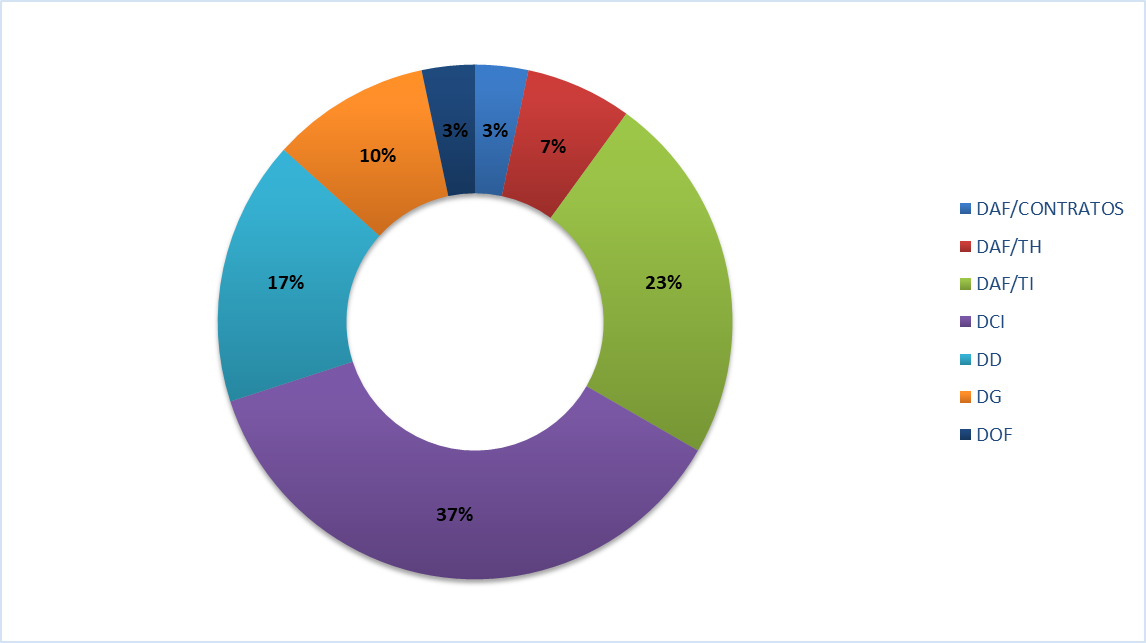 3%
3%
7%
10%
23%
17%
37%
DAF/CONTRATOS
DAF/TH
DAF/TI
DCI
DD
DG
DOF